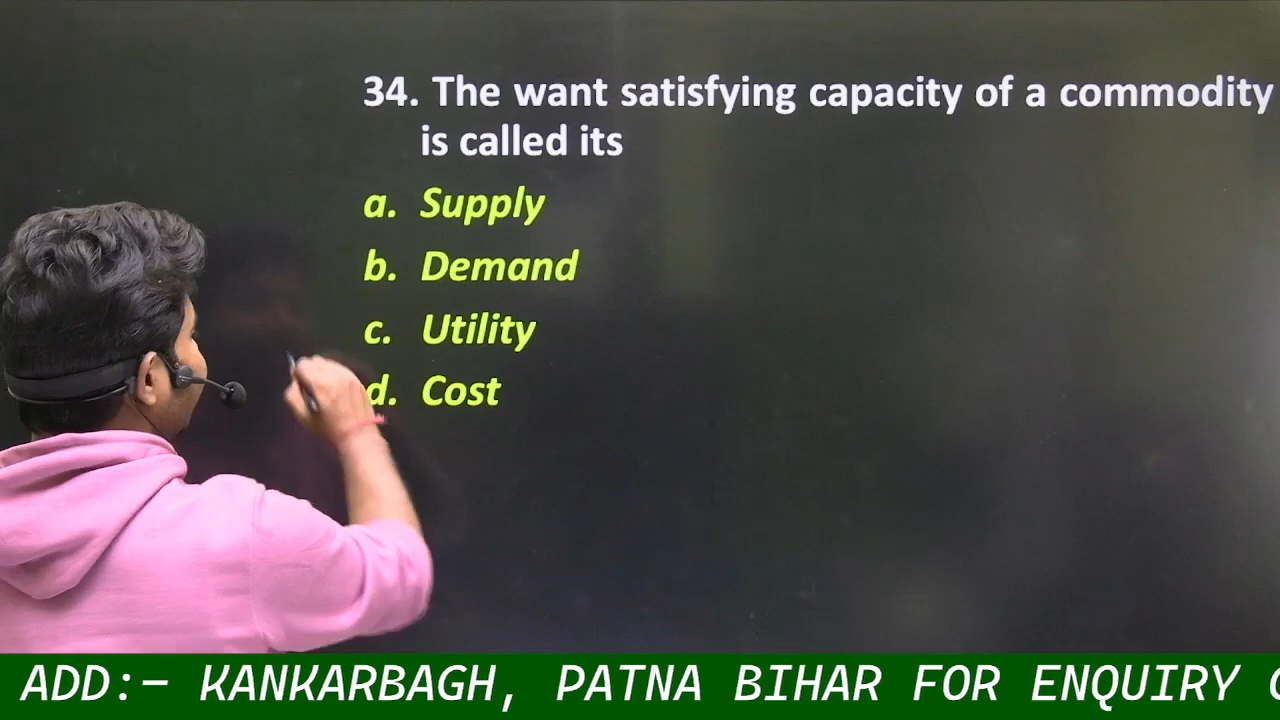 34. The want satisfying capacity of a commodity
is called its
a. Supply
b. Demand
c. Utility
d. Cost
ADD:- KANKARBAGH, PATNA BIHAR FOR ENQUIRY